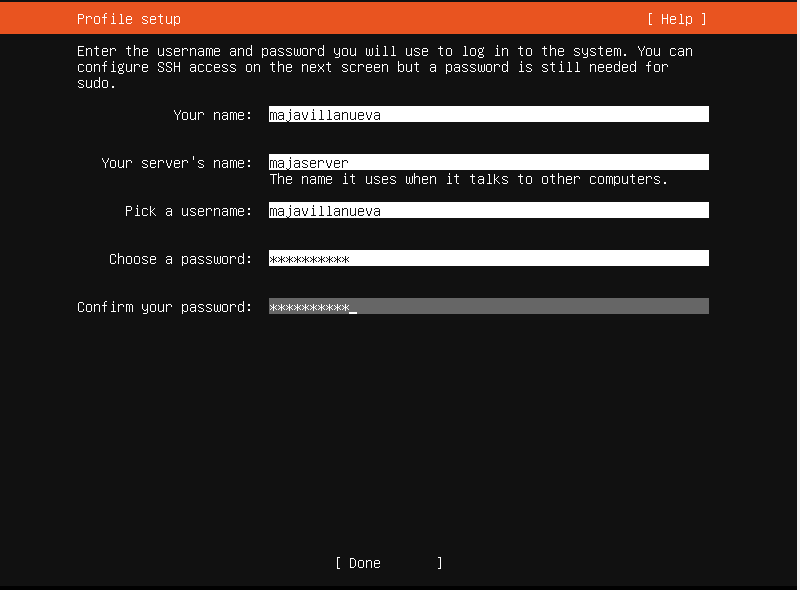 Profile setup [ Help ]
Enter the username and password you will use to log in to the system. You can
configure SSH access on the next screen but a password is still needed for
sudo.
Your name: majavillanueva
Your server's name: majaserver
The name it uses when it talks to other computers.
Pick a username: majavillanueva
Choose a password: **********
Confirm your password: **********_
[ Done ]